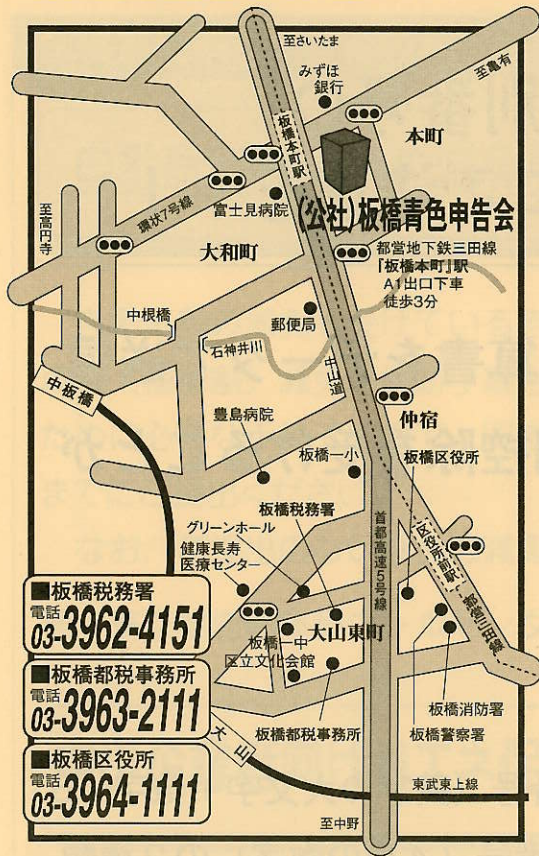 至さいたま
みずほ
銀行
至亀有
本町
板橋本町駅
(公社)板橋青色申告会
富士見病院
環状7号線
至高円寺
大和町
都営地下鉄三田線
『板橋本町』駅
A1出口下車
徒歩3分
中根橋
郵便局
石神井川
中山道
中板橋
仲宿
豊島病院
板橋一小
板橋区役所
板橋税務署
グリーンホール
首都高速5号線
区役所前駅
健康長寿
医療センター
都営三田線
大山東町
板橋一中
区立文化会館
板橋消防署
板橋都税事務所
板橋警察署
大山
東武東上線
至中野
■板橋税務署
電話
03-3962-4151
■板橋都税事務所
電話
03-3963-2111
■板橋区役所
電話
03-3964-1111